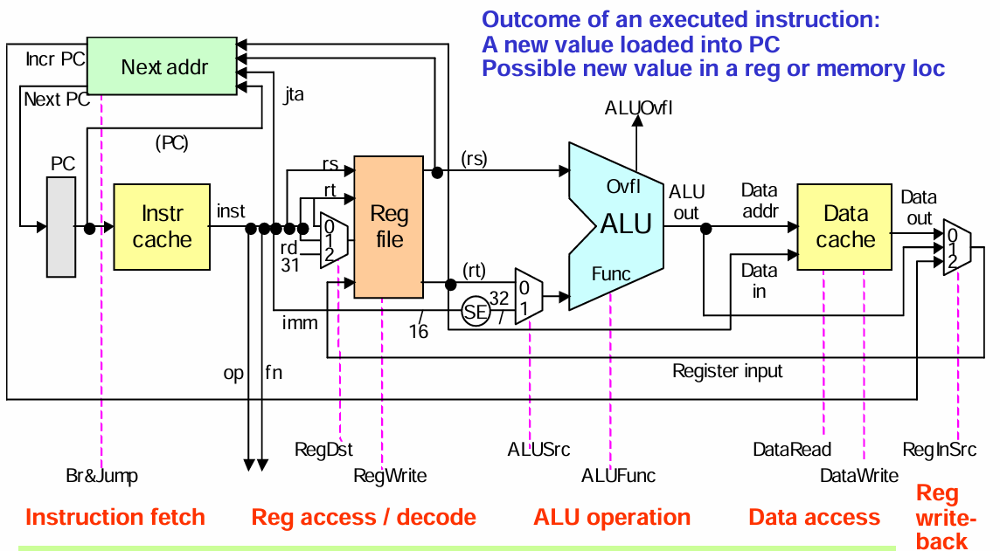 Outcome of an executed instruction:
A new value loaded into PC
Possible new value in a reg or memory loc
Incr PC
Next addr
Next PC
jta
(PC)
ALUOvfl
PC
rs
(rs)
rt
Instr
cache
inst
0
1
2
rd
31
Reg
file
Ovfl
ALU
Func
ALU
out
Data
addr
Data
cache
Data
out
0
1
2
(rt)
0
1
SE
32
imm
16
Data
in
Register input
op
fn
RegDst
ALUSrc
DataRead
RegInSrc
Br&Jump
RegWrite
ALUFunc
DataWrite
Instruction fetch
Reg access / decode
ALU operation
Data access
Reg
write-
back